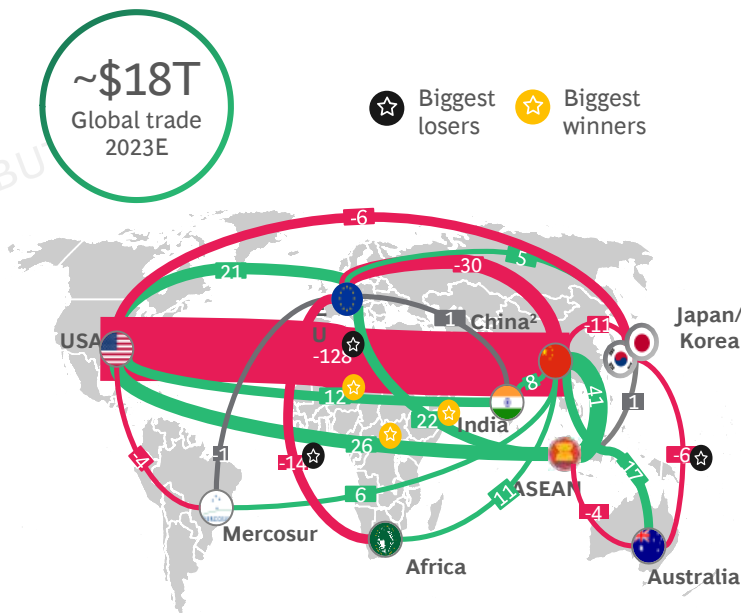 ~$18T
Global trade
2023E
Biggest
losers
Biggest
winners
-6
21
5
-30
USA
E
U
1
China²
-11
Japan/
Korea
-128
8
12
22
India
41
1
26
-4
-1
-14
-6
17
ASEAN
6
11
-4
Mercosur
Africa
Australia